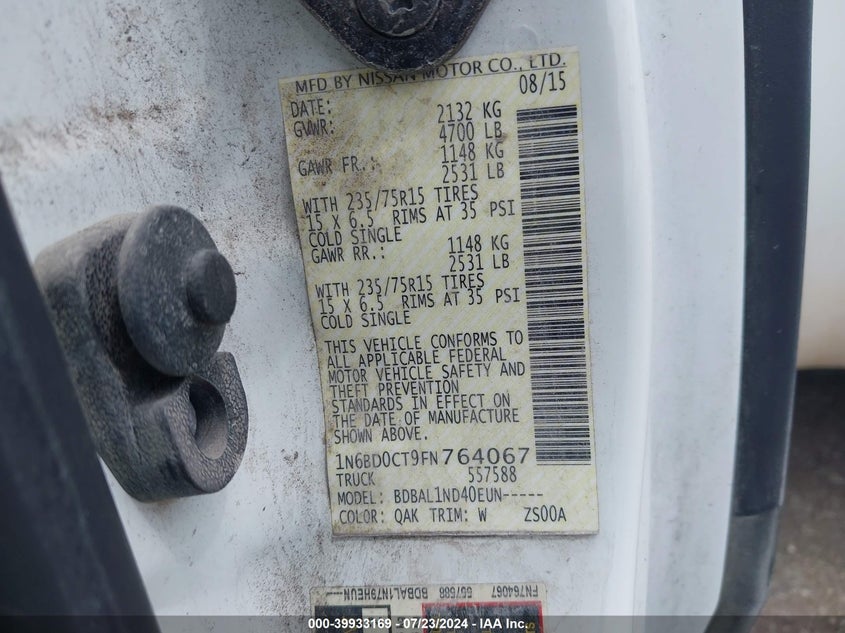 MFD BY NISSAN MOTOR CO., LTD.
DATE: 08/15
GVWR: 2132 KG
4700 LB
GAWR FR.: 1148 KG
2531 LB
WITH 235/75R15 TIRES
15 X 6.5 RIMS AT 35 PSI
COLD SINGLE
GAWR RR.: 1148 KG
2531 LB
WITH 235/75R15 TIRES
15 X 6.5 RIMS AT 35 PSI
COLD SINGLE
THIS VEHICLE CONFORMS TO
ALL APPLICABLE FEDERAL
MOTOR VEHICLE SAFETY AND
THEFT PREVENTION
STANDARDS IN EFFECT ON
THE DATE OF MANUFACTURE
SHOWN ABOVE.
1N6BD0CT9FN764067
TRUCK 557588
MODEL: BDBAL1ND40EUN-----
COLOR: QAK TRIM: W ZS00A
FN764067
557588 BDBAL1N79HEUN----
000-39933169 - 07/23/2024 - IAA Inc.